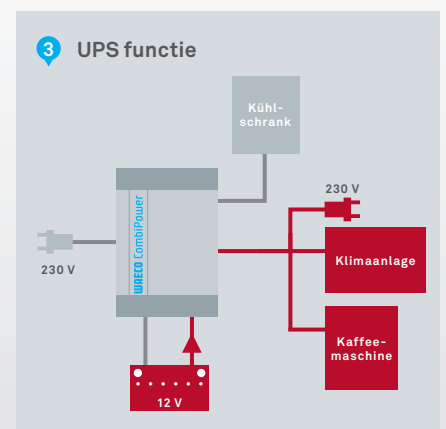 3 UPS functie
Kühl-
schrank
230 V
230 V
WAECO CombiPower
Klimaanlage
Kaffee-
maschine
12 V